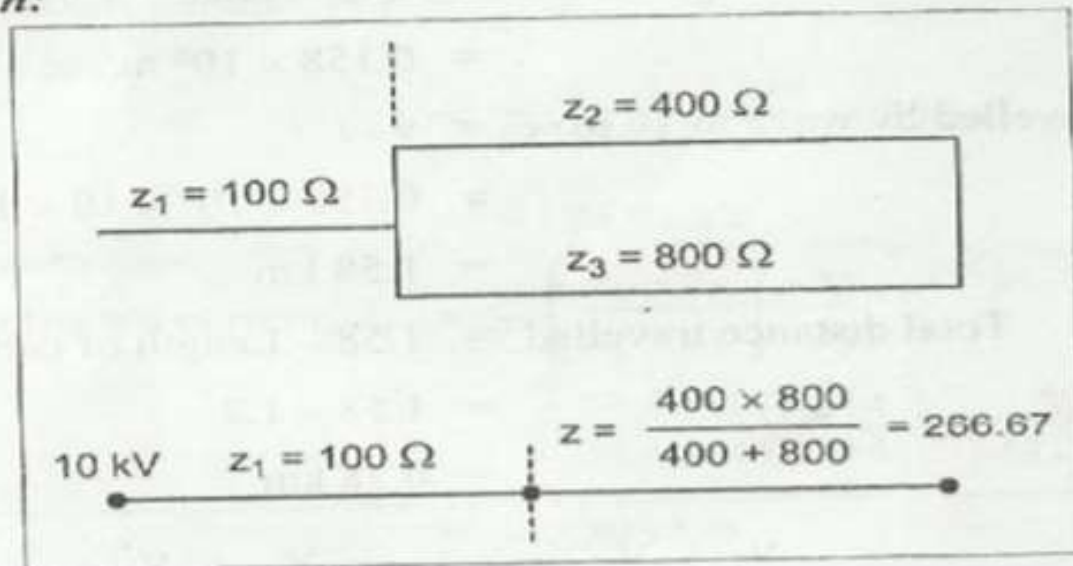 n.
z₂ = 400 Ω
z₁ = 100 Ω
z₃ = 800 Ω
10 kV z₁ = 100 Ω z = 400 × 800 / 400 + 800 = 266.67